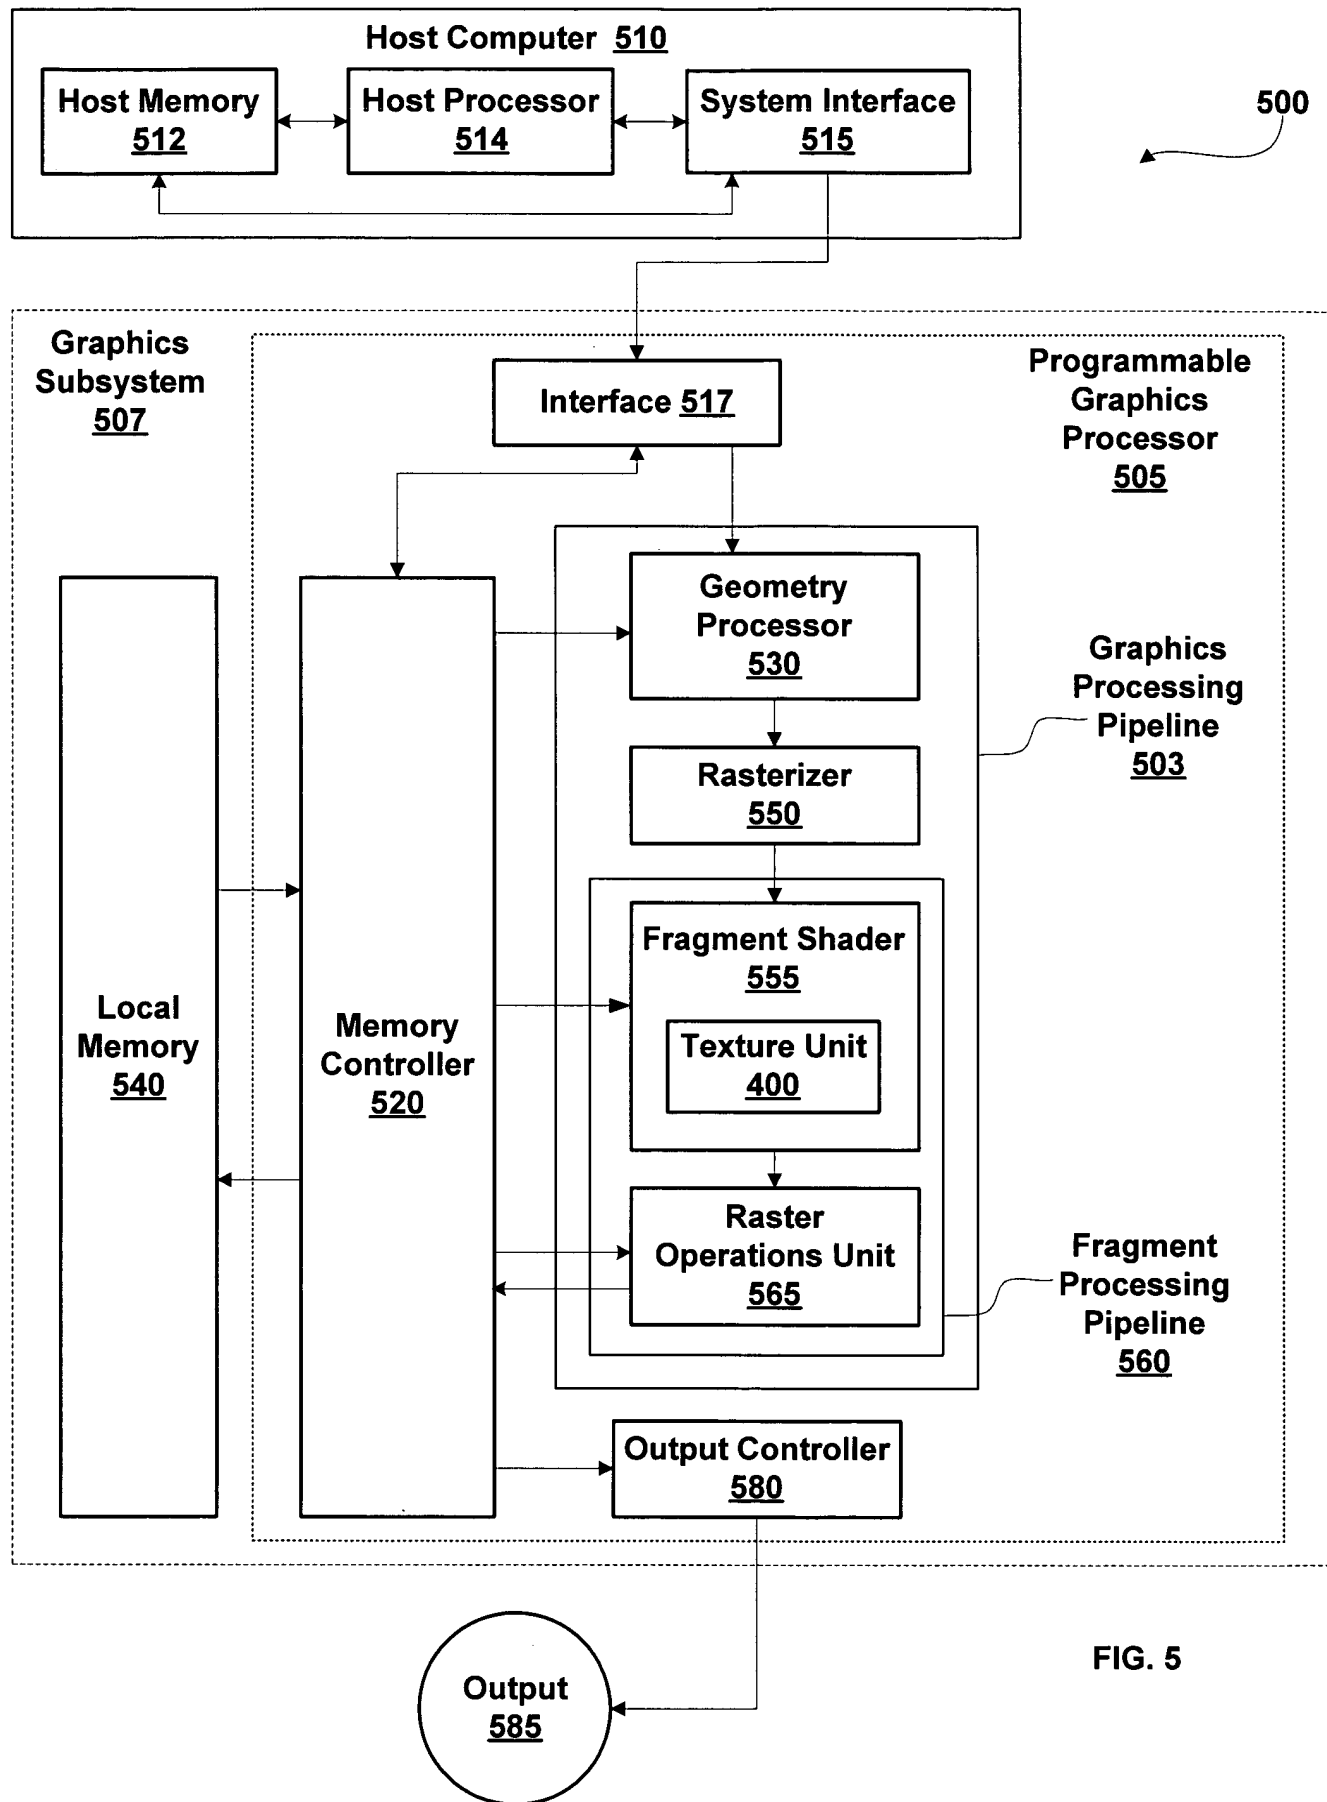 Host Computer 510
Host Memory
512
Host Processor
514
System Interface
515
500
Graphics
Subsystem
507
Interface 517
Programmable
Graphics
Processor
505
Geometry
Processor
530
Graphics
Processing
Pipeline
503
Rasterizer
550
Fragment Shader
555
Texture Unit
400
Local
Memory
540
Memory
Controller
520
Raster
Operations Unit
565
Fragment
Processing
Pipeline
560
Output Controller
580
Output
585
FIG. 5